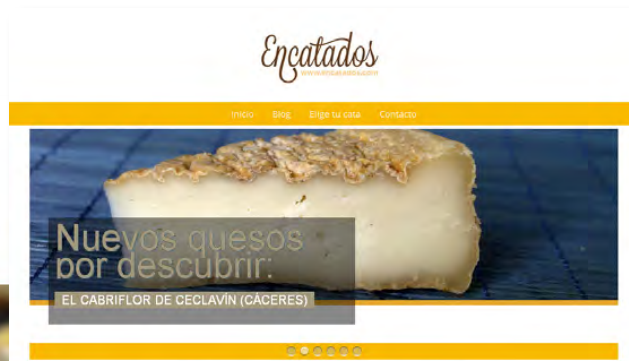 Encatados
Inicio Blog Elige tu cata Contacto
Nuevos quesos
por descubrir:
EL CABRIFLOR DE CECLAVÍN (CÁCERES)